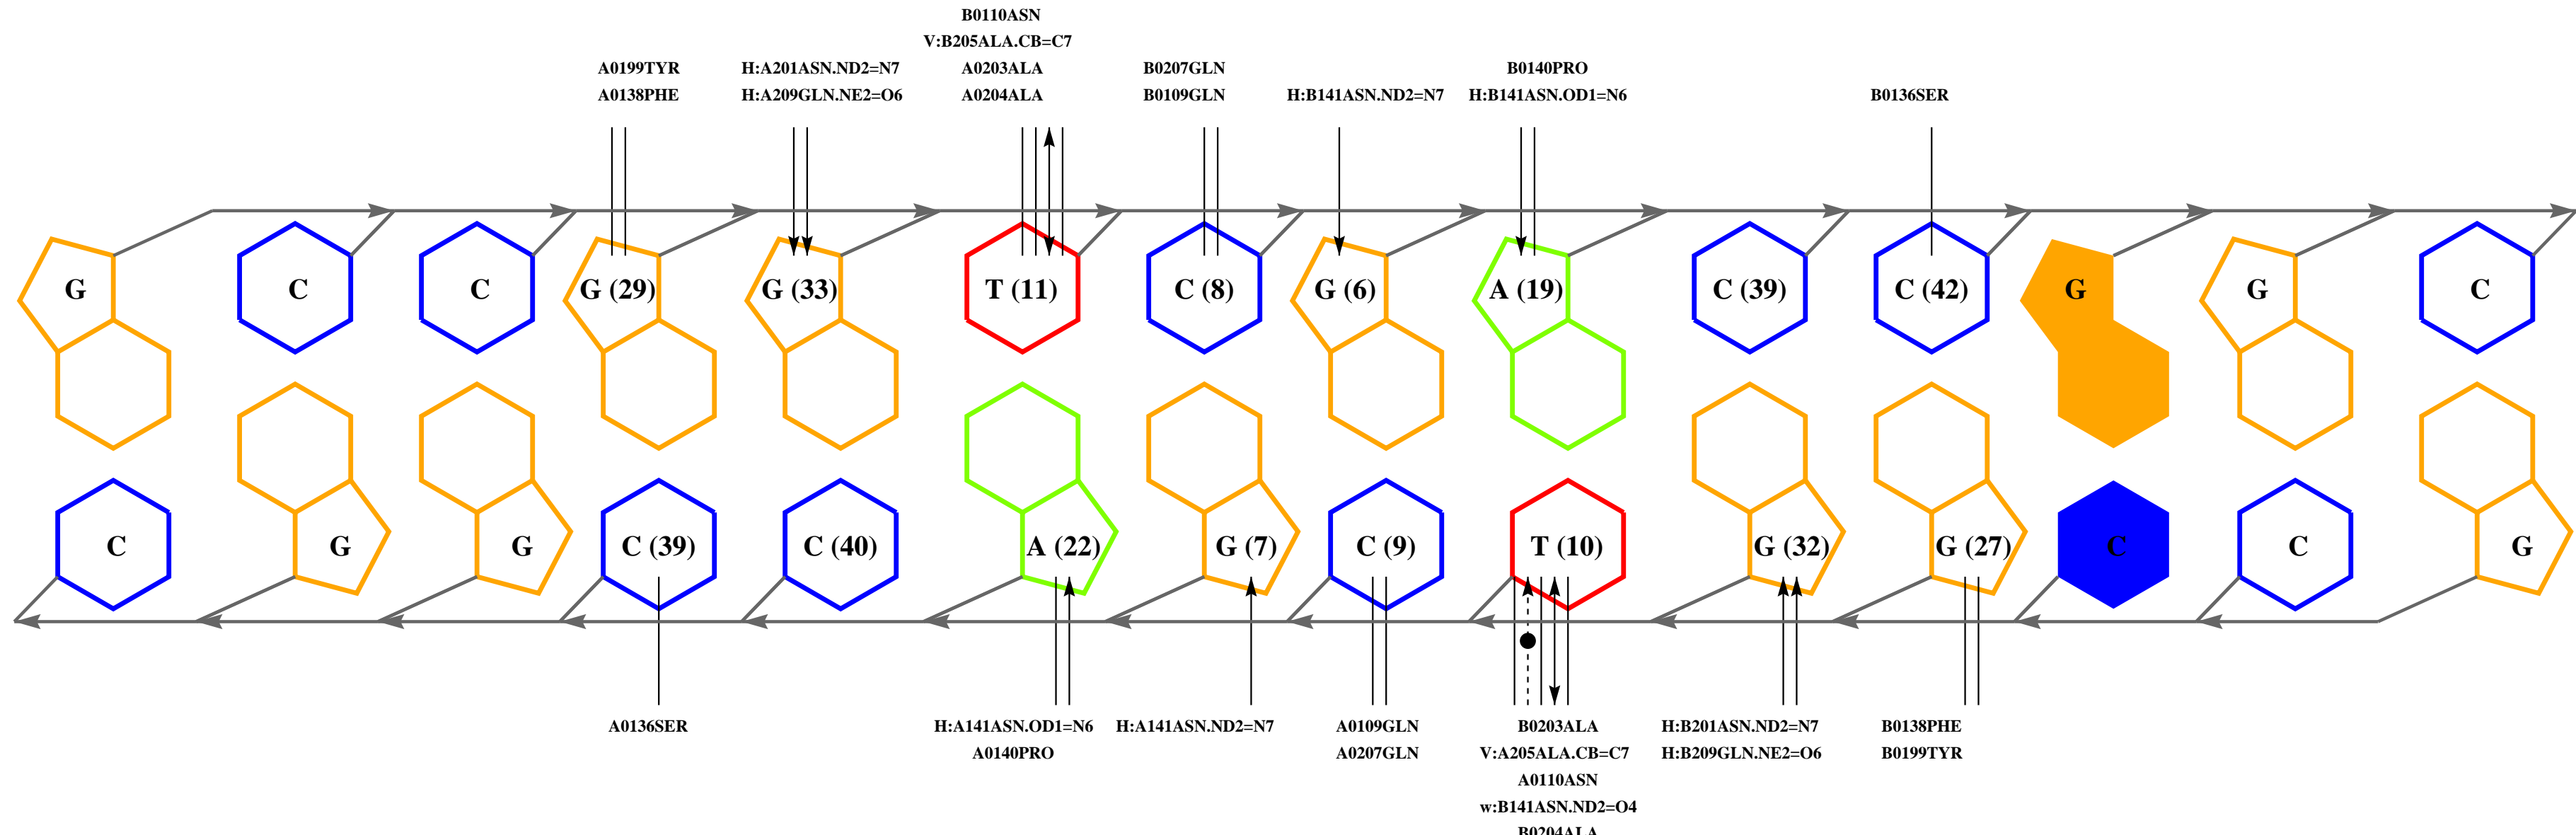 B0110ASN
V:B205ALA.CB=C7
A0199TYR H:A201ASN.ND2=N7 A0203ALA B0207GLN B0140PRO
A0138PHE H:A209GLN.NE2=O6 A0204ALA B0109GLN H:B141ASN.ND2=N7 H:B141ASN.OD1=N6 B0136SER
G C C G (29) G (33) T (11) C (8) G (6) A (19) C (39) C (42) G G C
C G G C (39) C (40) A (22) G (7) C (9) T (10) G (32) G (27) C C G
A0136SER H:A141ASN.OD1=N6 H:A141ASN.ND2=N7 A0109GLN B0203ALA H:B201ASN.ND2=N7 B0138PHE
A0140PRO A0207GLN V:A205ALA.CB=C7 H:B209GLN.NE2=O6 B0199TYR
A0110ASN
w:B141ASN.ND2=O4
B0204ALA